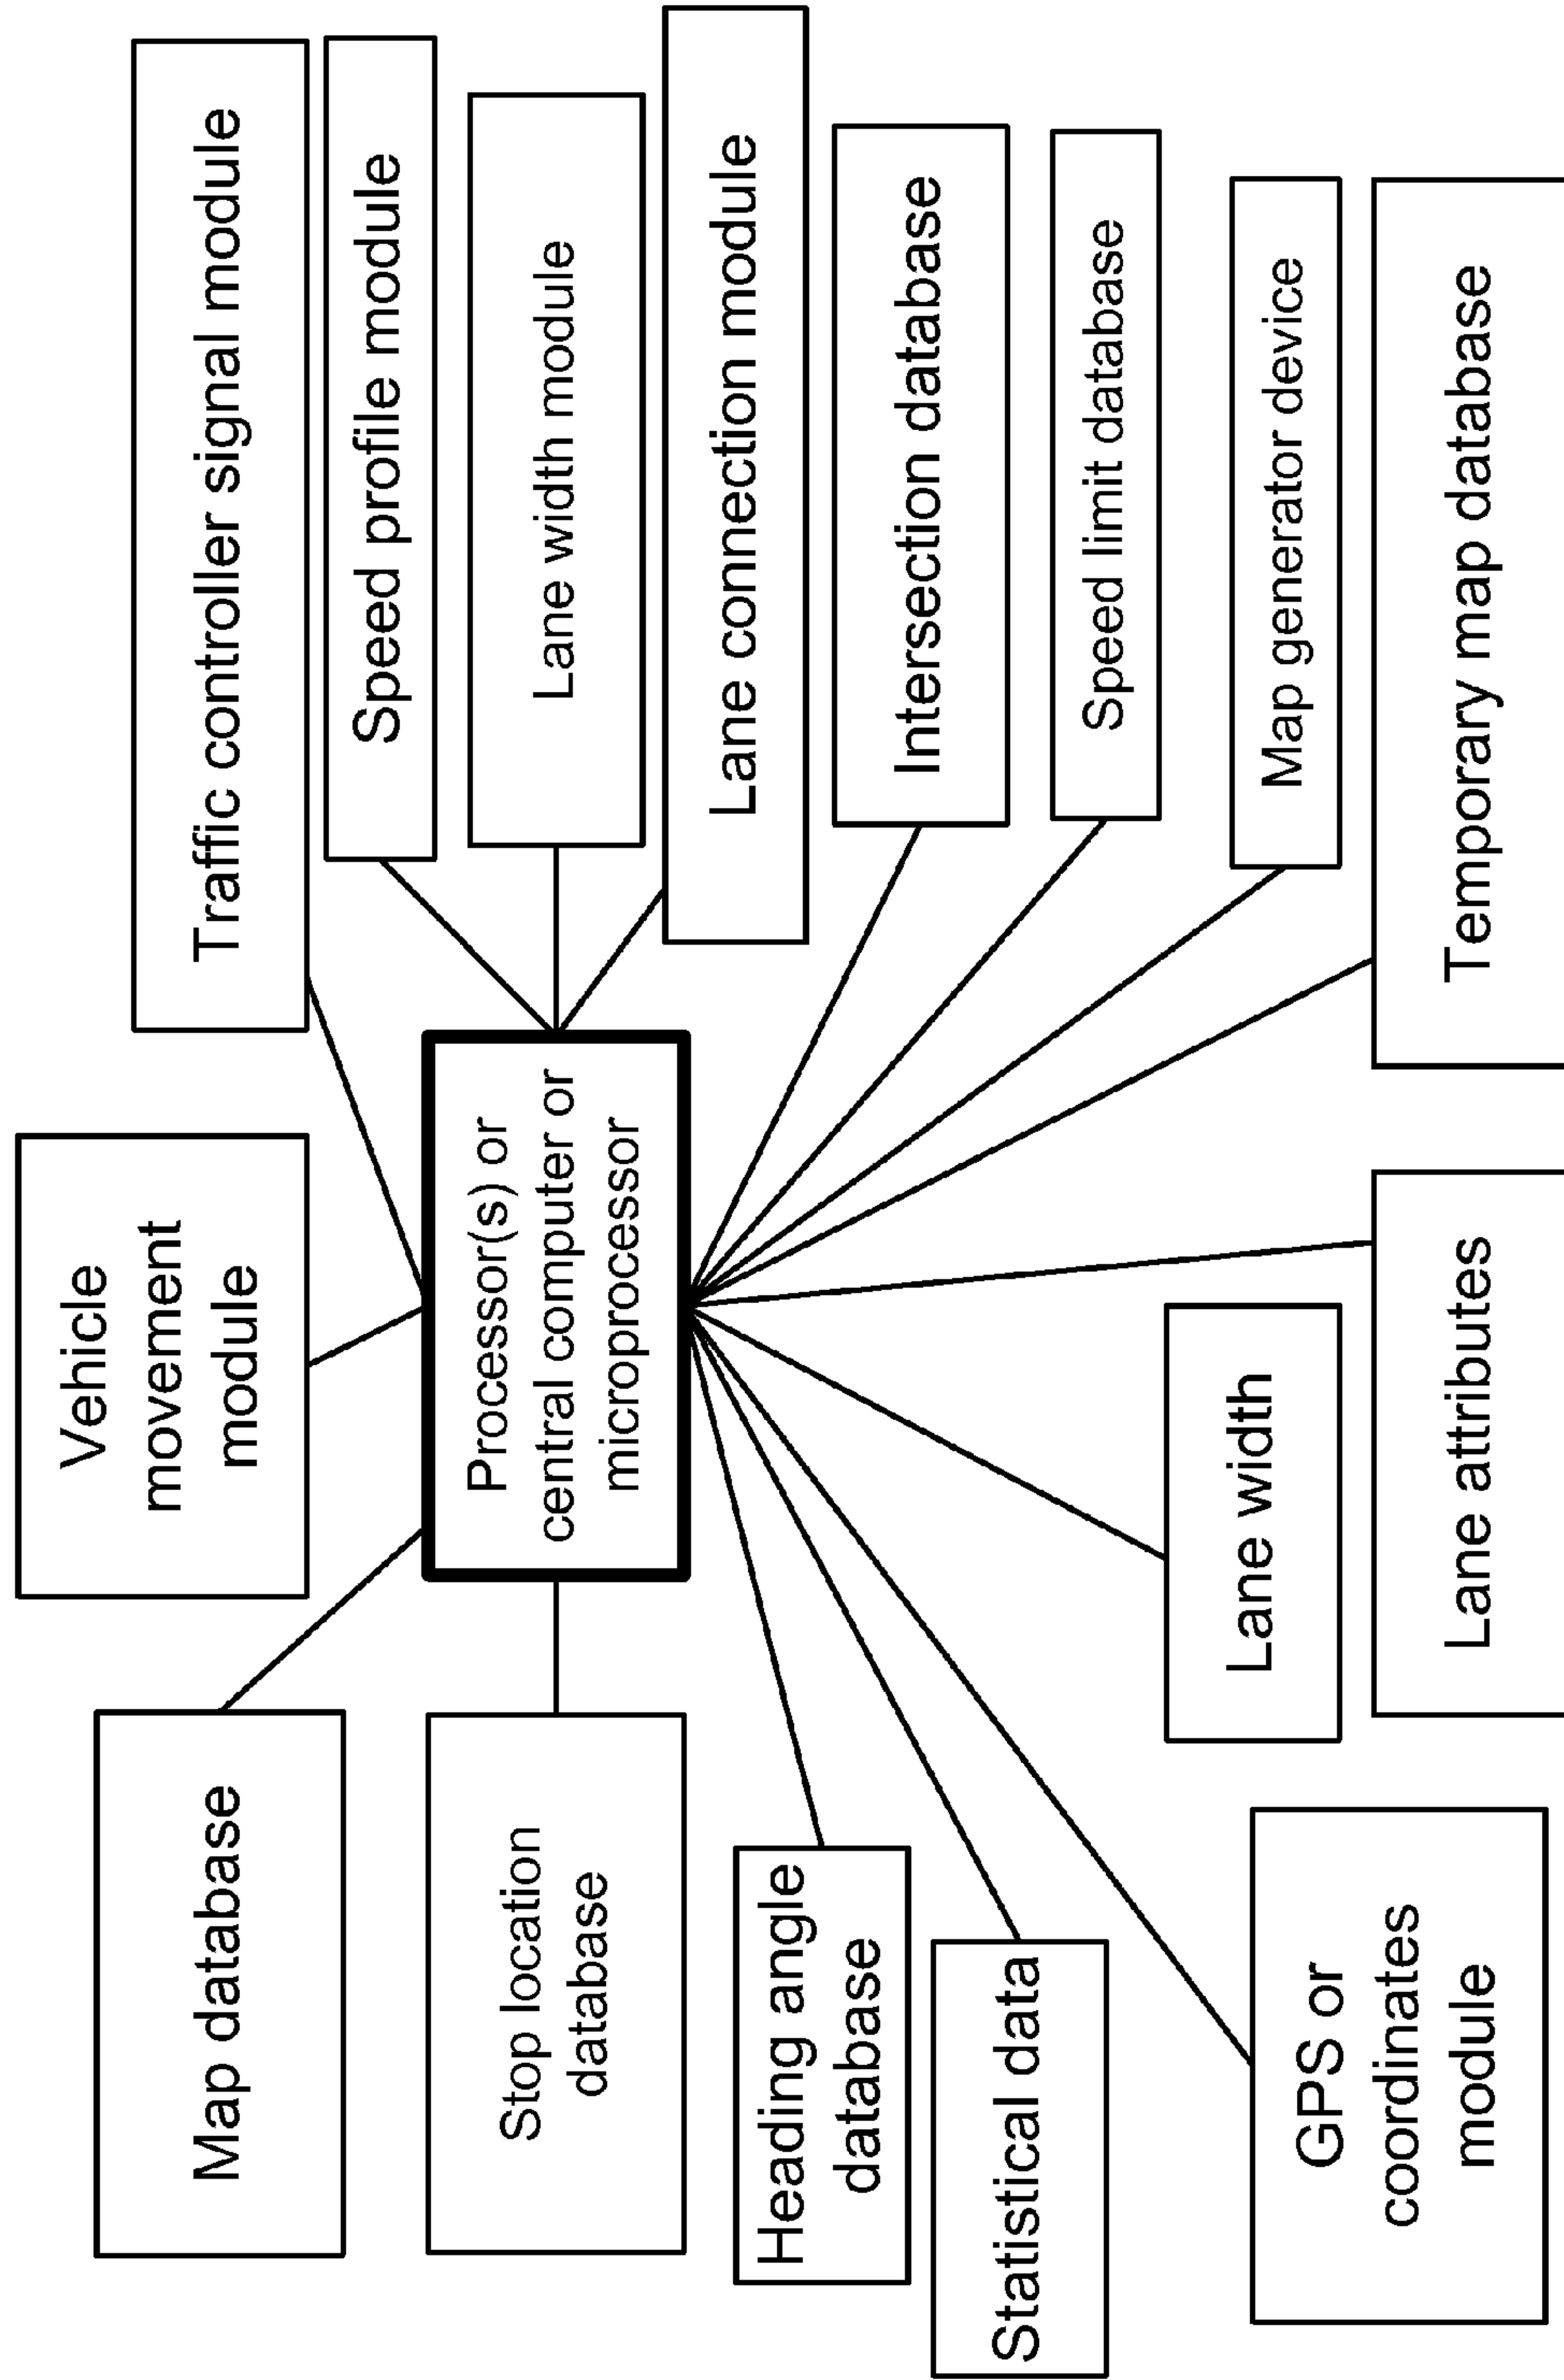 Vehicle
movement
module
Traffic controller signal module
Map database
Speed profile module
Processor(s) or
central computer or
microprocessor
Lane width module
Stop location
database
Lane connection module
Heading angle
database
Intersection database
Statistical data
Speed limit database
Lane width
Map generator device
GPS or
coordinates
module
Lane attributes
Temporary map database